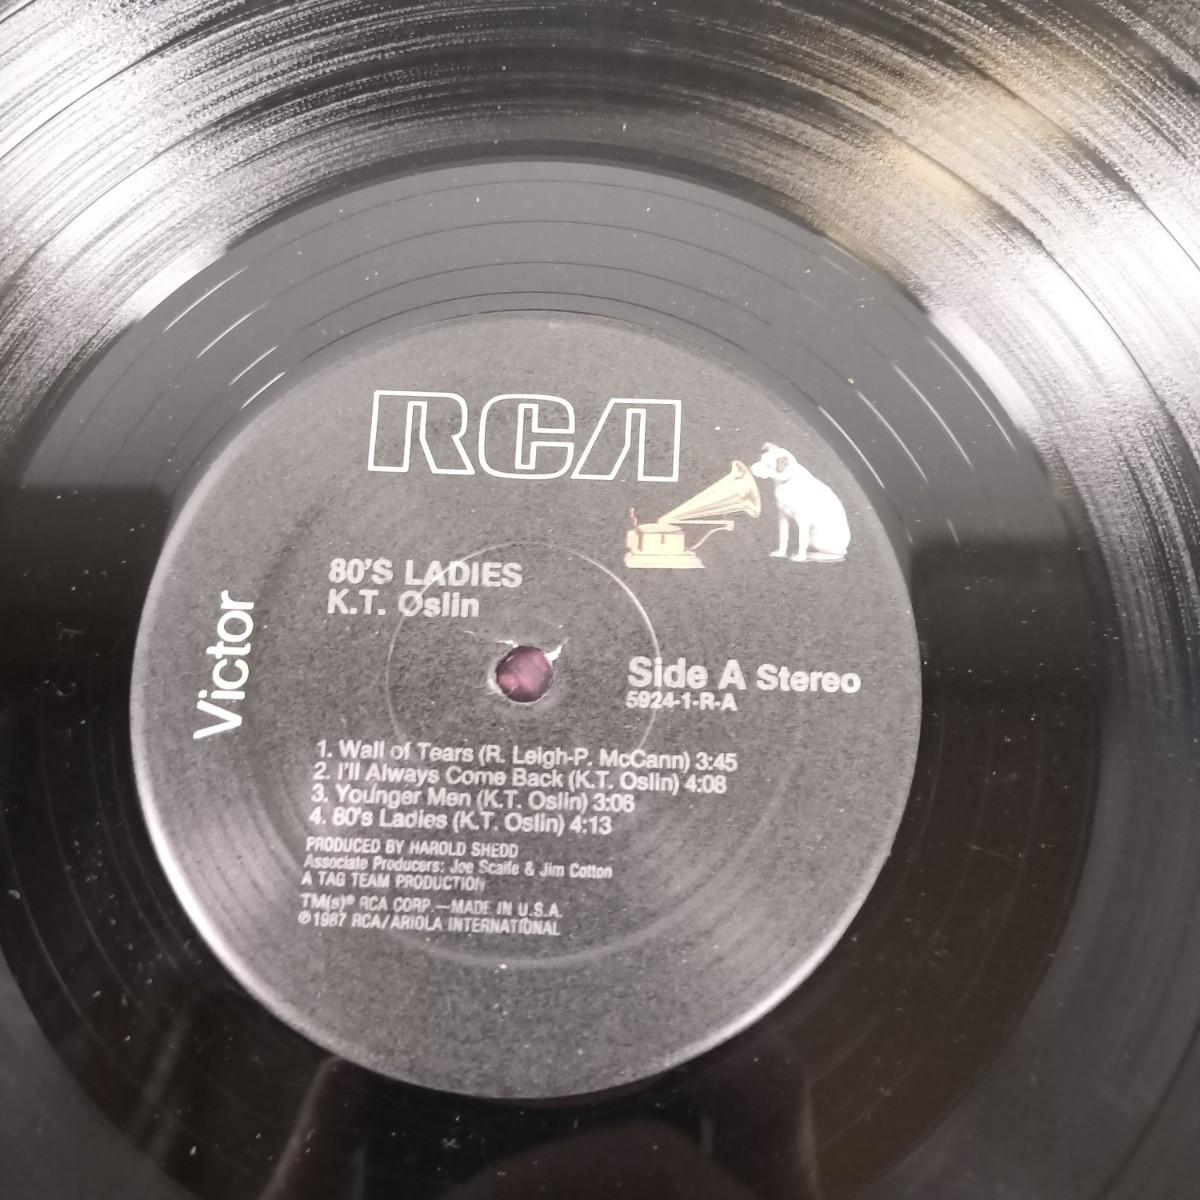 RCA
Victor
80'S LADIES
K.T. Oslin
Side A Stereo
5924-1-R-A
1. Wall of Tears (R. Leigh-P. McCann) 3:45
2. I'll Always Come Back (K.T. Oslin) 4:08
3. Younger Men (K.T. Oslin) 3:06
4. 80's Ladies (K.T. Oslin) 4:13
PRODUCED BY HAROLD SHEDD
Associate Producers: Joe Scaife & Jim Cotton
A TAG TEAM PRODUCTION
TM(s)® RCA CORP.—MADE IN U.S.A.
℗1987 RCA/ARIOLA INTERNATIONAL